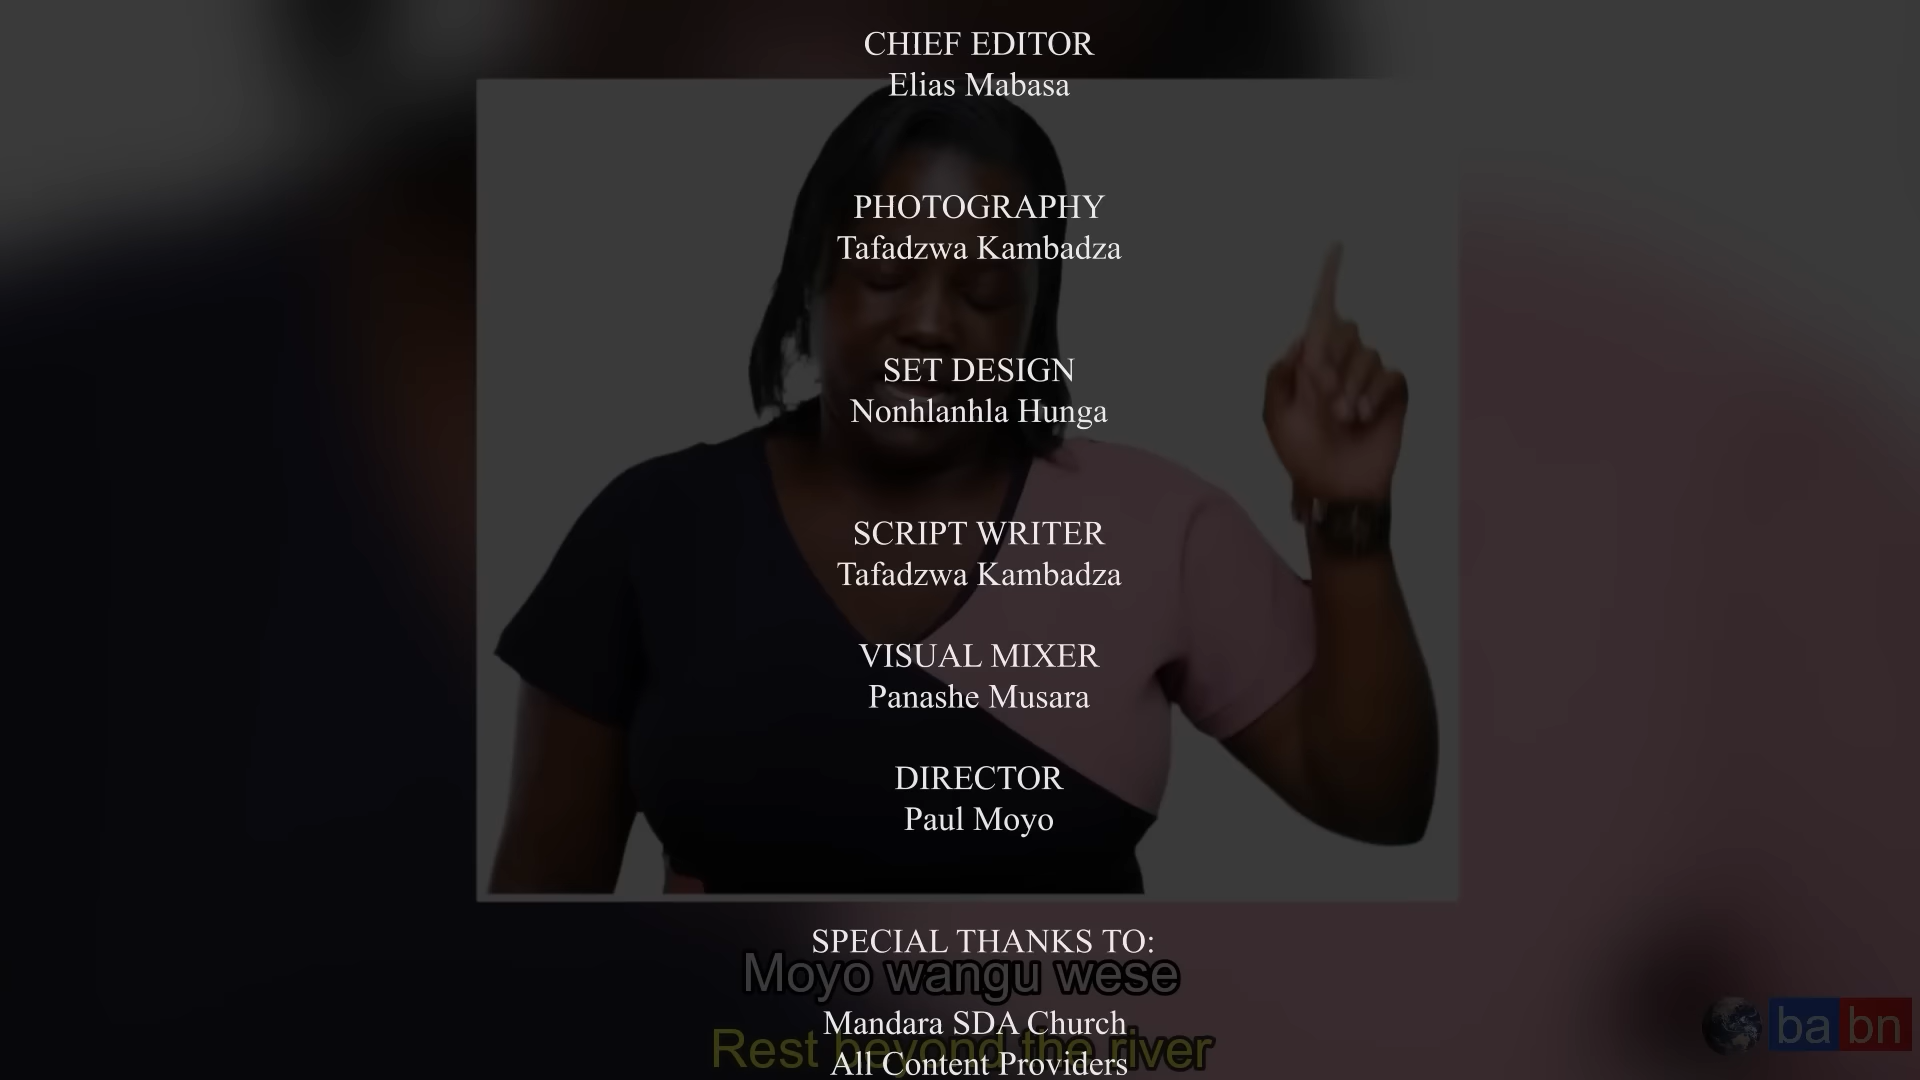 CHIEF EDITOR
Elias Mabasa
PHOTOGRAPHY
Tafadzwa Kambadza
SET DESIGN
Nonhlanhla Hunga
SCRIPT WRITER
Tafadzwa Kambadza
VISUAL MIXER
Panashe Musara
DIRECTOR
Paul Moyo
SPECIAL THANKS TO:
Moyo wangu wese
Mandara SDA Church
Rest beyond the river
All Content Providers
ba bn